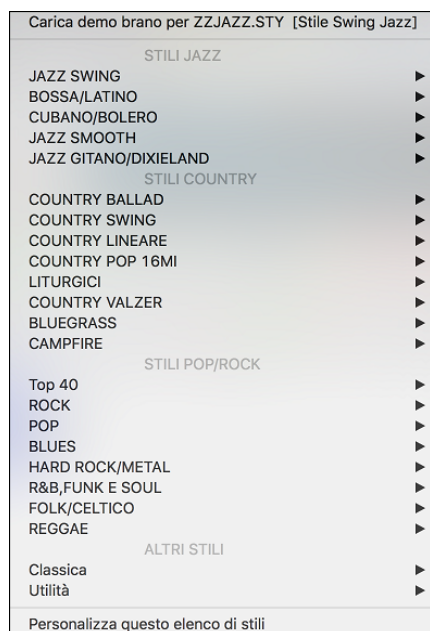 Carica demo brano per ZZJAZZ.STY  [Stile Swing Jazz]
STILI JAZZ
JAZZ SWING
BOSSA/LATINO
CUBANO/BOLERO
JAZZ SMOOTH
JAZZ GITANO/DIXIELAND
STILI COUNTRY
COUNTRY BALLAD
COUNTRY SWING
COUNTRY LINEARE
COUNTRY POP 16MI
LITURGICI
COUNTRY VALZER
BLUEGRASS
CAMPFIRE
STILI POP/ROCK
Top 40
ROCK
POP
BLUES
HARD ROCK/METAL
R&B,FUNK E SOUL
FOLK/CELTICO
REGGAE
ALTRI STILI
Classica
Utilità
Personalizza questo elenco di stili